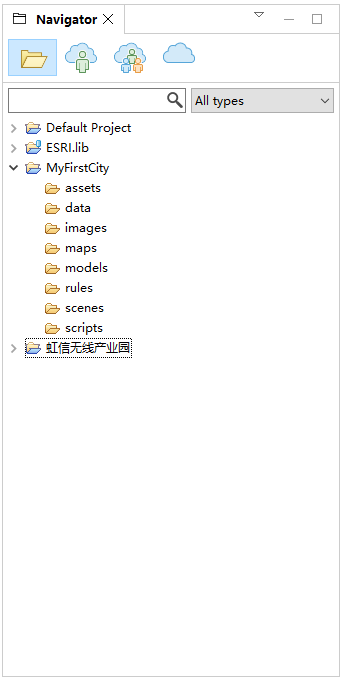 Navigator
All types
Default Project
ESRI.lib
MyFirstCity
assets
data
images
maps
models
rules
scenes
scripts
虹信无线产业园